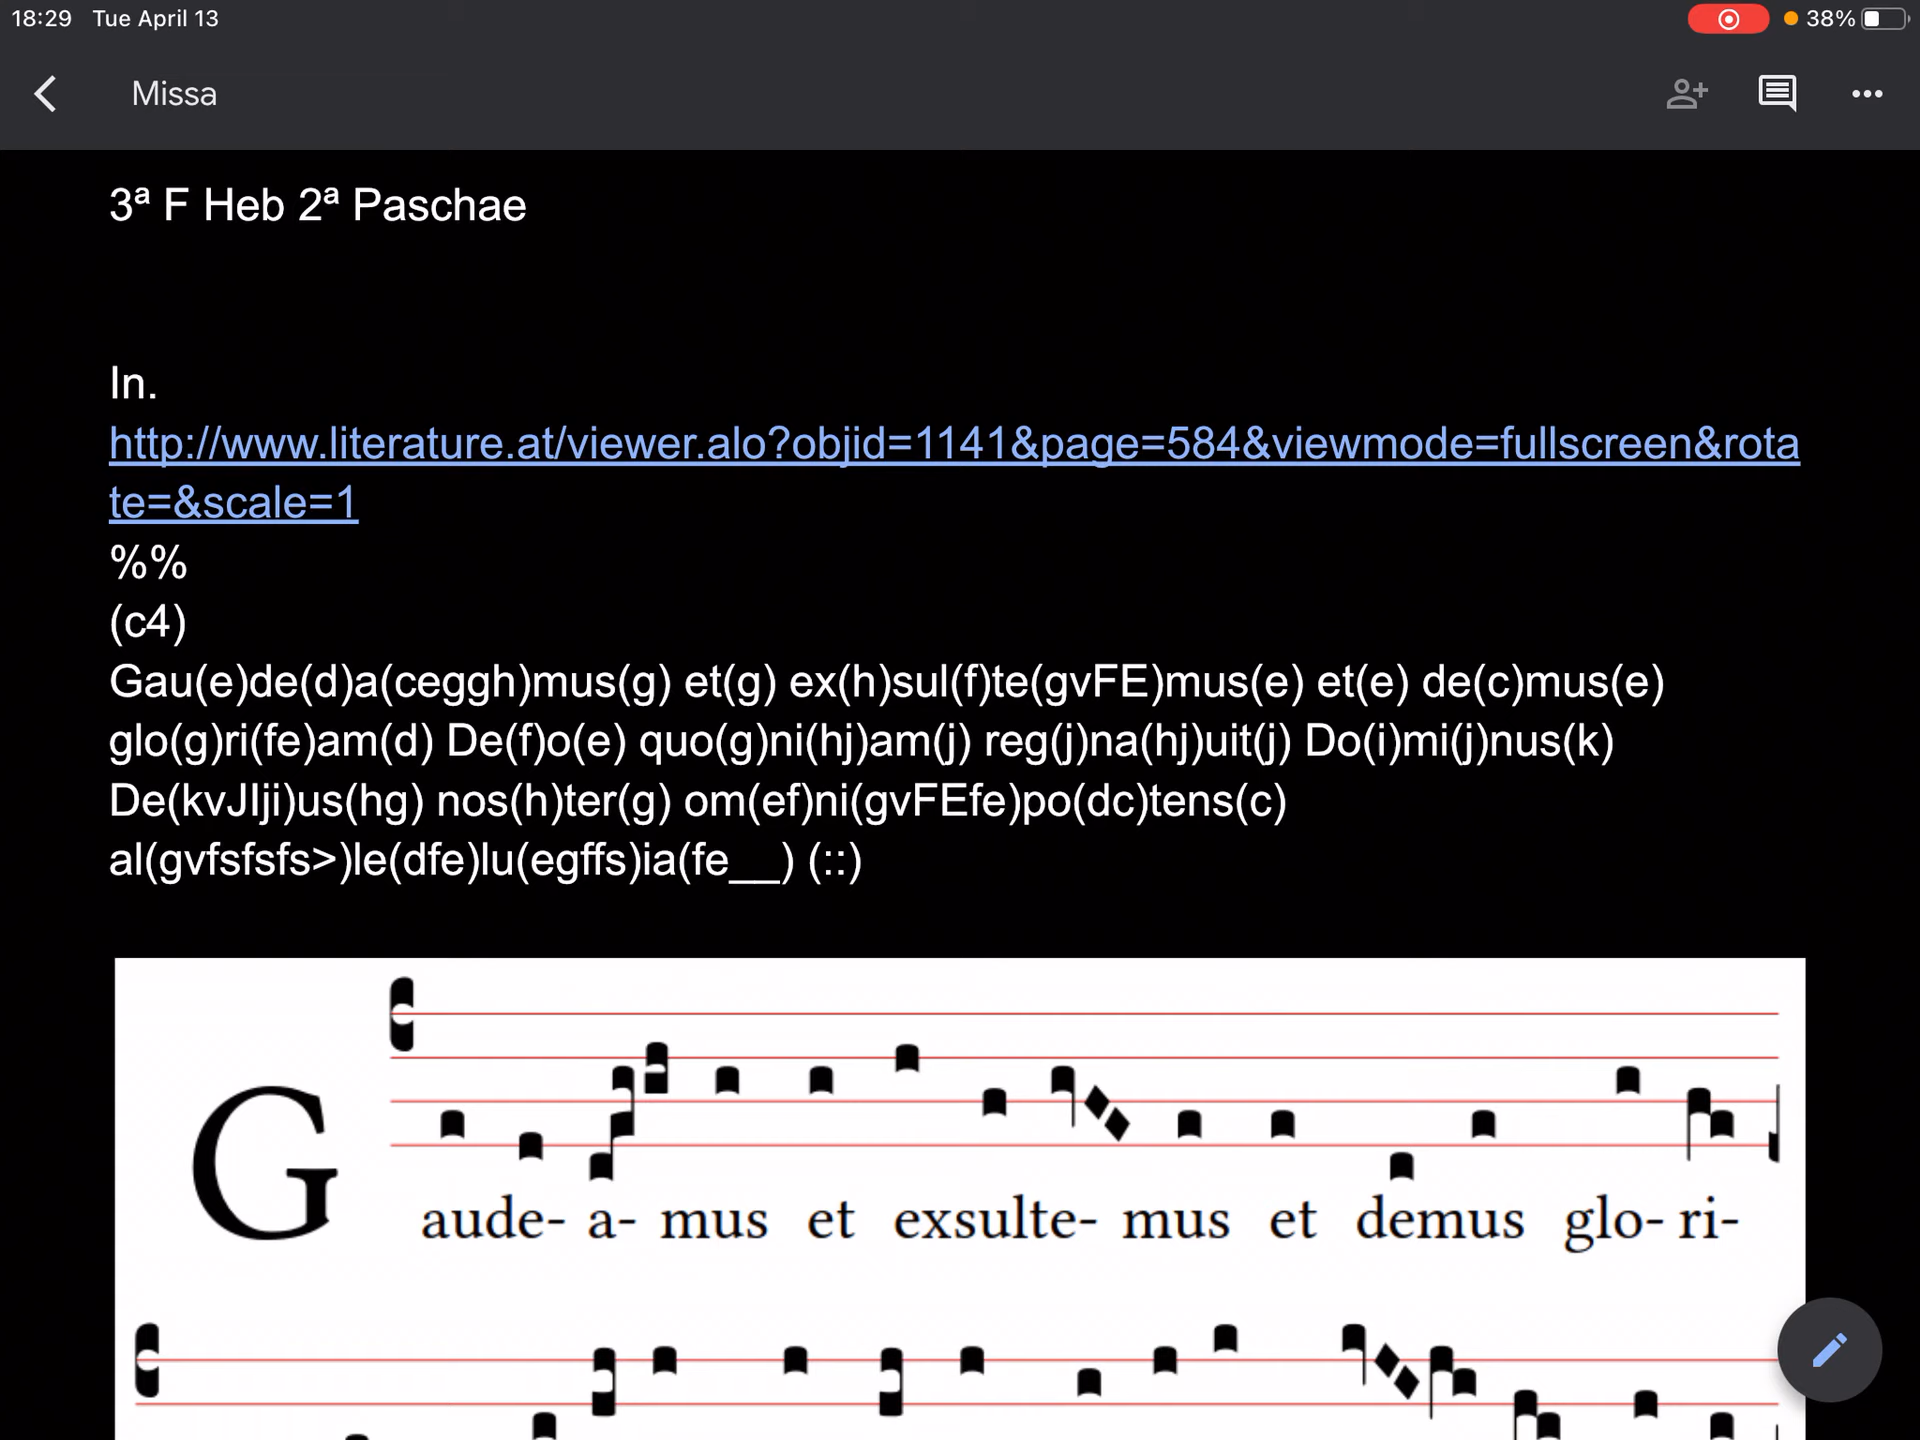 18:29 Tue April 13 38%
Missa
3ª F Heb 2ª Paschae
In.
http://www.literature.at/viewer.alo?objid=1141&page=584&viewmode=fullscreen&rota
te=&scale=1
%%
(c4)
Gau(e)de(d)a(ceggh)mus(g) et(g) ex(h)sul(f)te(gvFE)mus(e) et(e) de(c)mus(e)
glo(g)ri(fe)am(d) De(f)o(e) quo(g)ni(hj)am(j) reg(j)na(hj)uit(j) Do(i)mi(j)nus(k)
De(kvJIji)us(hg) nos(h)ter(g) om(ef)ni(gvFEfe)po(dc)tens(c)
al(gvfsfsfs>)le(dfe)lu(egffs)ia(fe__) (::)
Gaude- a- mus et exsulte- mus et demus glo- ri-